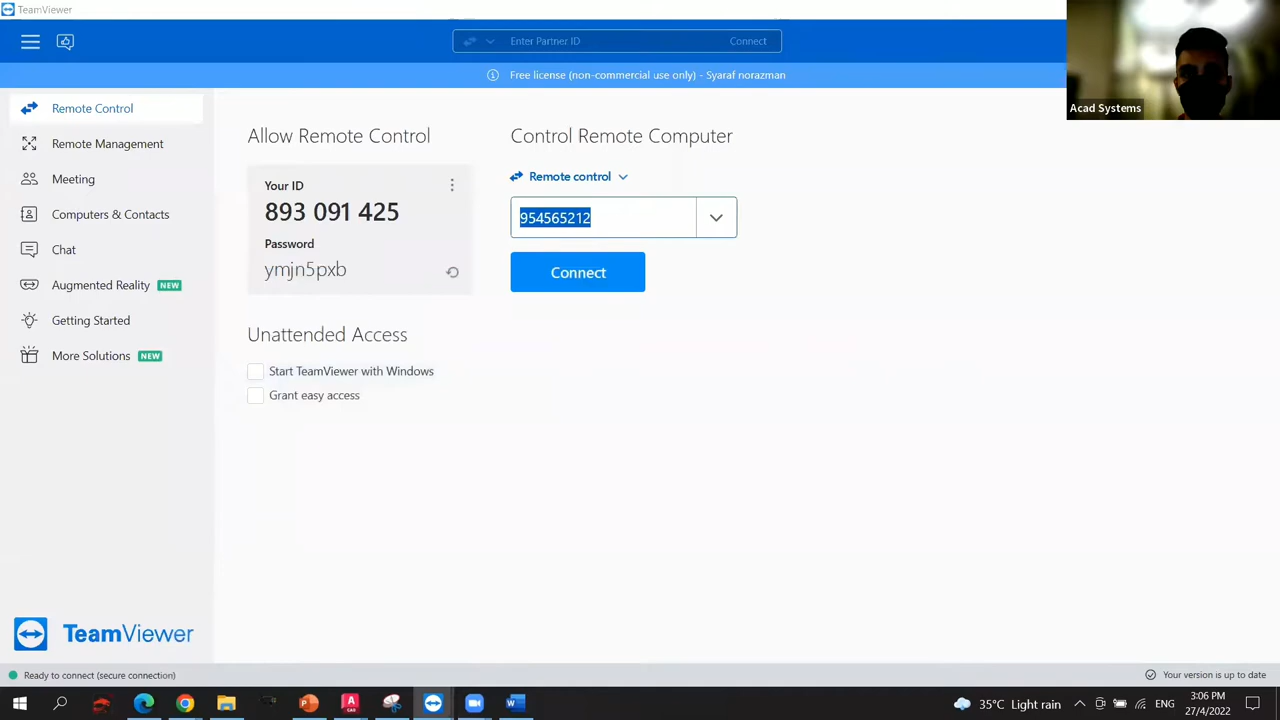 TeamViewer
Enter Partner ID
Connect
Free license (non-commercial use only) - Syaraf norazman
Acad Systems
Remote Control
Remote Management
Meeting
Computers & Contacts
Chat
Augmented Reality NEW
Getting Started
More Solutions NEW
Allow Remote Control
Your ID
893 091 425
Password
ymjn5pxb
Unattended Access
Start TeamViewer with Windows
Grant easy access
Control Remote Computer
Remote control
954565212
Connect
TeamViewer
Ready to connect (secure connection)
Your version is up to date
35°C Light rain
ENG
3:06 PM
27/4/2022